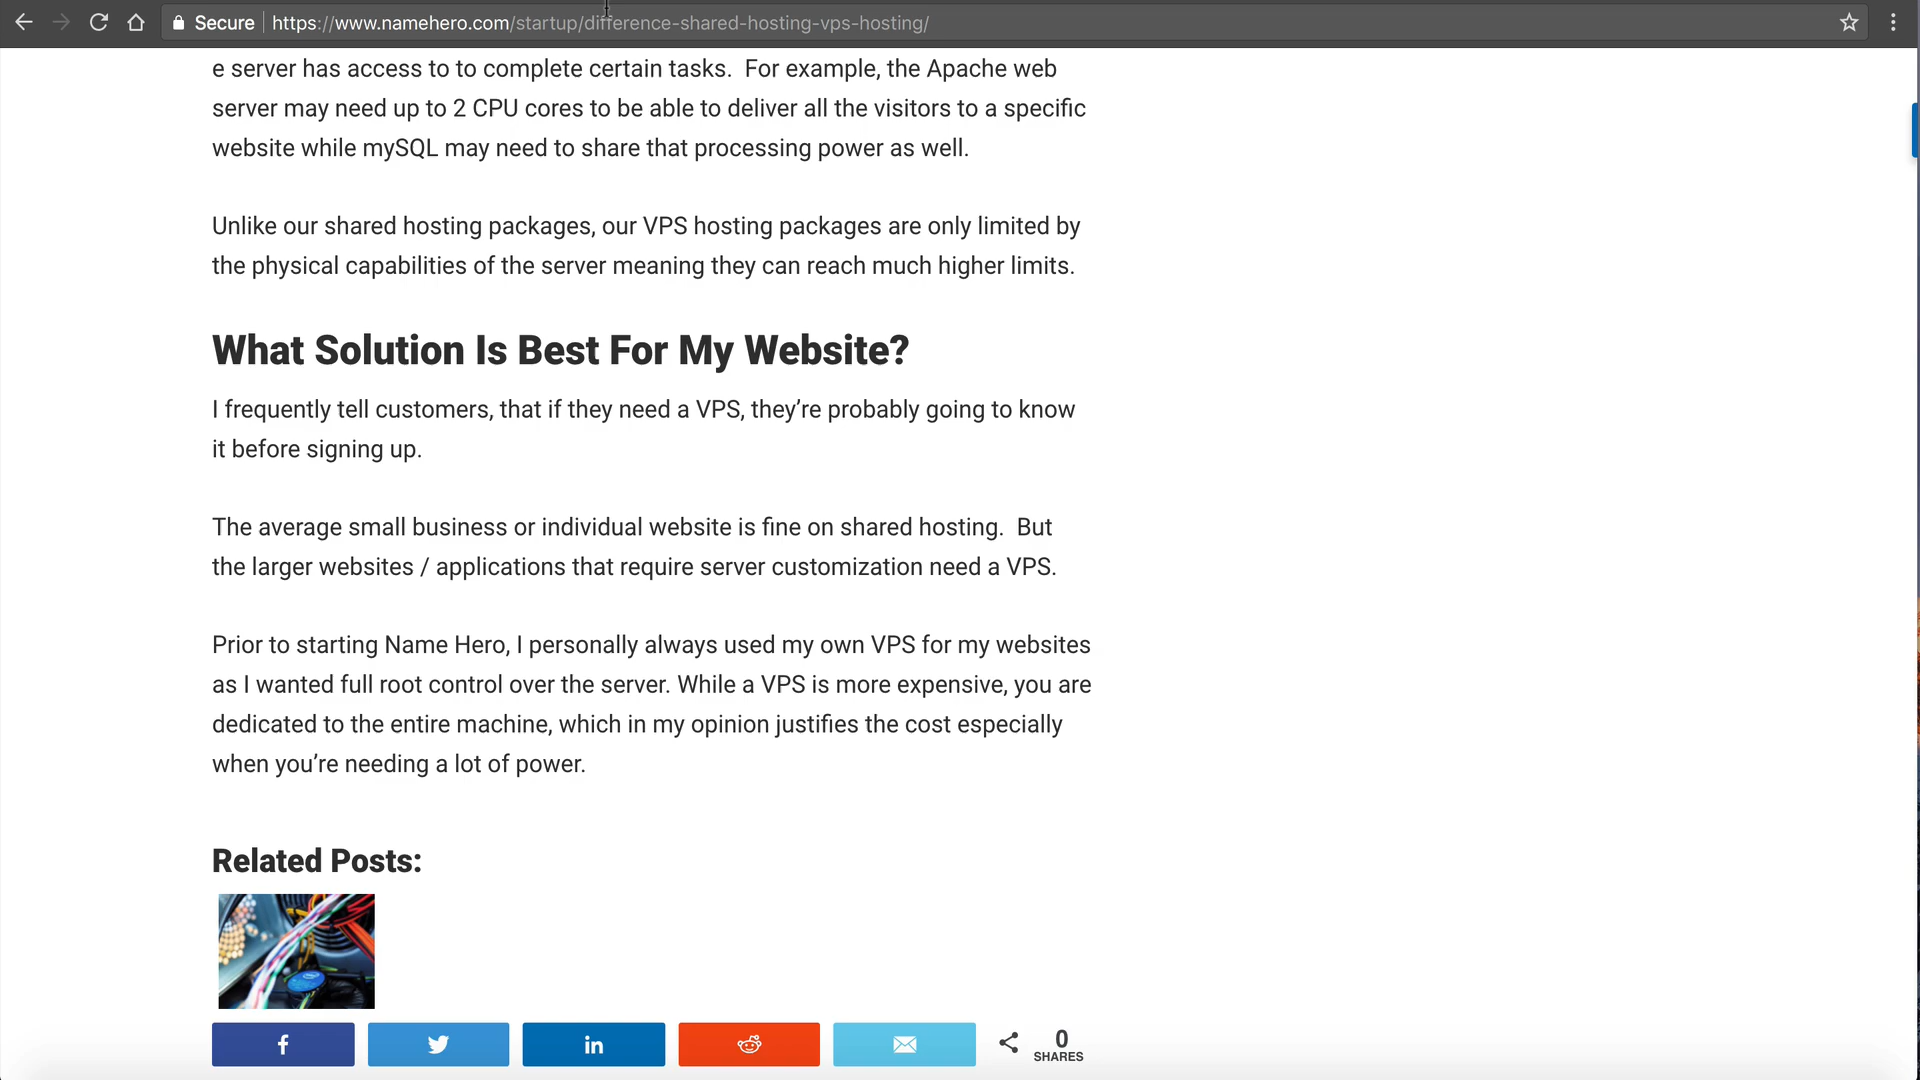 Secure https://www.namehero.com/startup/difference-shared-hosting-vps-hosting/
e server has access to to complete certain tasks.  For example, the Apache web
server may need up to 2 CPU cores to be able to deliver all the visitors to a specific
website while mySQL may need to share that processing power as well.
Unlike our shared hosting packages, our VPS hosting packages are only limited by
the physical capabilities of the server meaning they can reach much higher limits.
What Solution Is Best For My Website?
I frequently tell customers, that if they need a VPS, they’re probably going to know
it before signing up.
The average small business or individual website is fine on shared hosting.  But
the larger websites / applications that require server customization need a VPS.
Prior to starting Name Hero, I personally always used my own VPS for my websites
as I wanted full root control over the server. While a VPS is more expensive, you are
dedicated to the entire machine, which in my opinion justifies the cost especially
when you’re needing a lot of power.
Related Posts:
0
SHARES